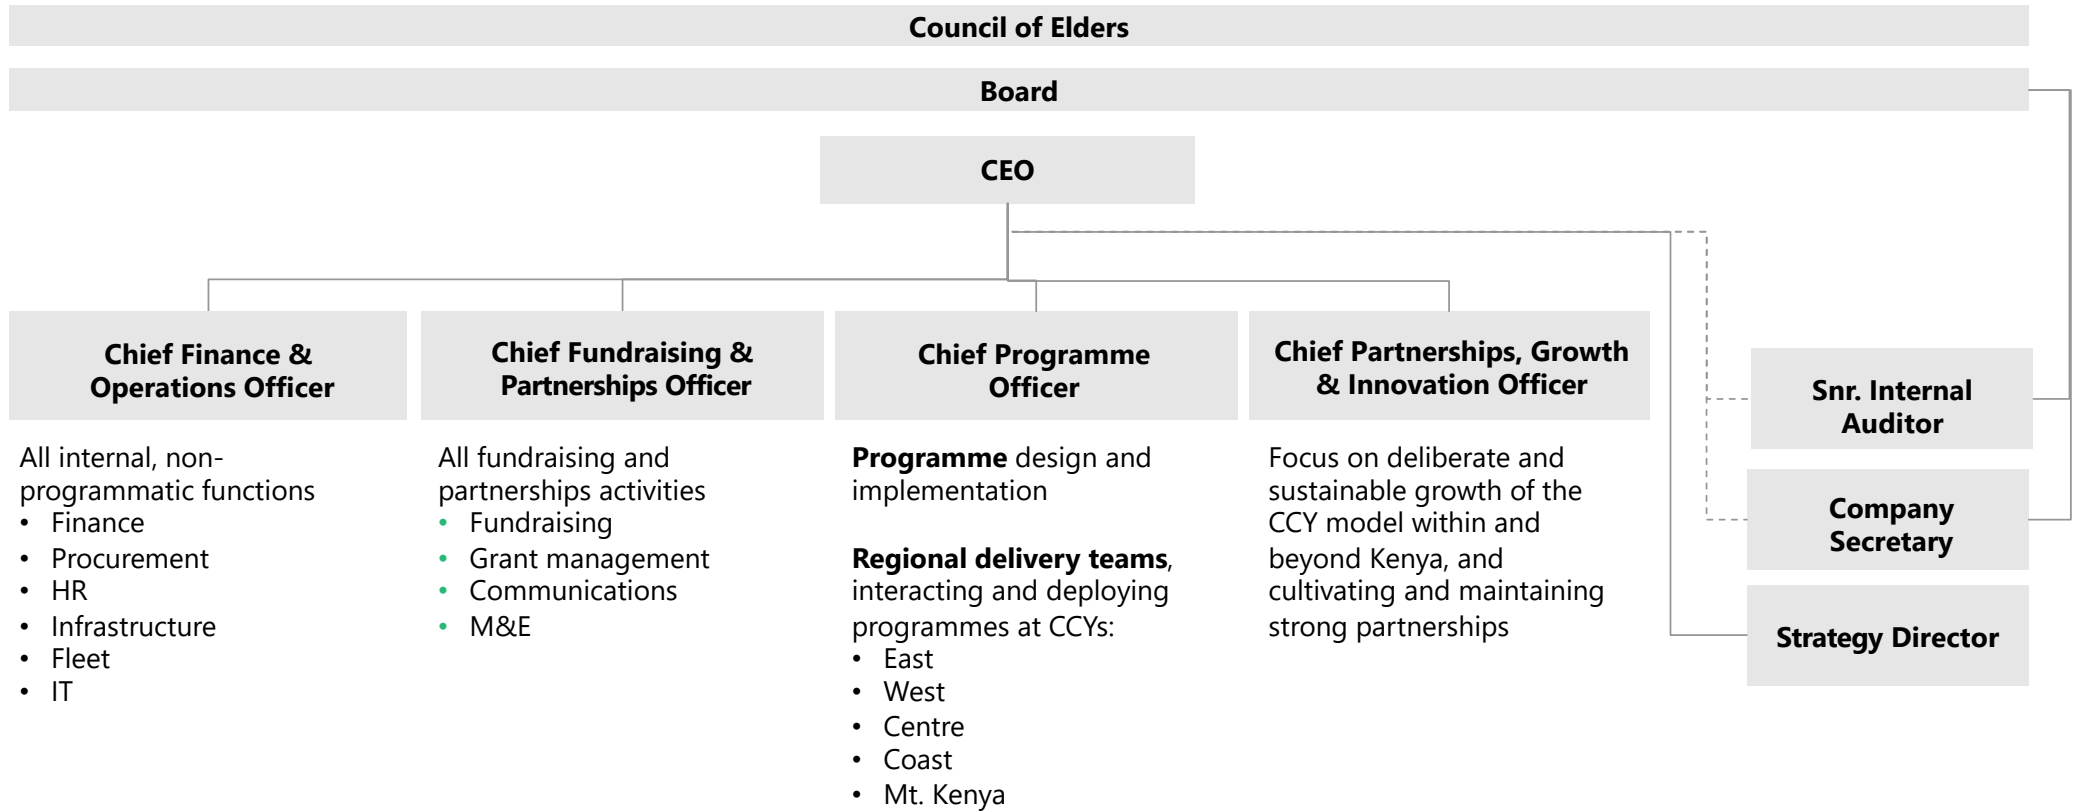 Council of Elders
Board
CEO
Chief Finance &
Operations Officer
Chief Fundraising &
Partnerships Officer
Chief Programme
Officer
Chief Partnerships, Growth
& Innovation Officer
Snr. Internal
Auditor
Company
Secretary
Strategy Director
All internal, non-
programmatic functions
• Finance
• Procurement
• HR
• Infrastructure
• Fleet
• IT
All fundraising and
partnerships activities
• Fundraising
• Grant management
• Communications
• M&E
Programme design and
implementation
Regional delivery teams,
interacting and deploying
programmes at CCYs:
• East
• West
• Centre
• Coast
• Mt. Kenya
Focus on deliberate and
sustainable growth of the
CCY model within and
beyond Kenya, and
cultivating and maintaining
strong partnerships